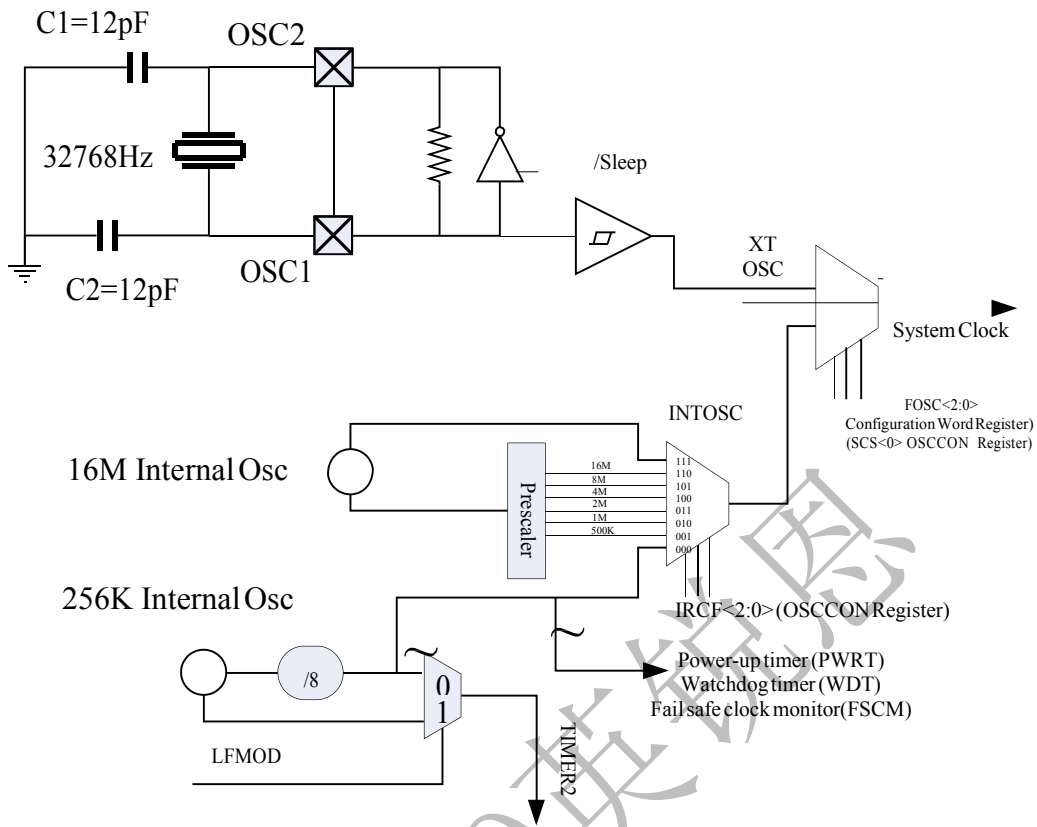 C1=12pF
OSC2
32768Hz
/Sleep
OSC1
C2=12pF
XT
OSC
System Clock
FOSC<2:0>
Configuration Word Register)
(SCS<0> OSCCON Register)
INTOSC
16M Internal Osc
Prescaler
16M
8M
4M
2M
1M
500K
111
110
101
100
011
010
001
000
256K Internal Osc
IRCF<2:0>(OSCCON Register)
/8
0
1
Power-up timer (PWRT)
Watchdog timer (WDT)
Fail safe clock monitor(FSCM)
LFMOD
TIMER2
英锐恩